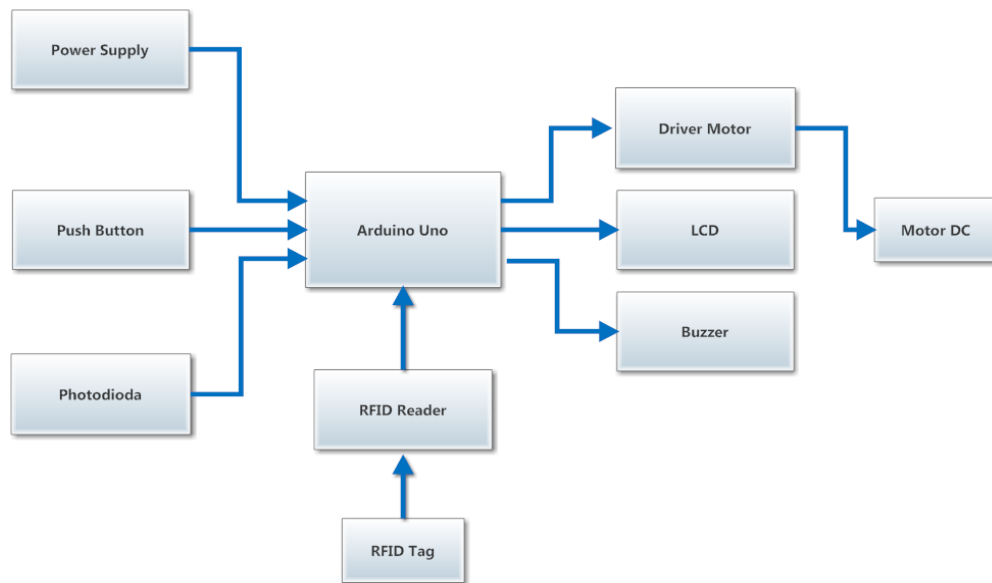 Power Supply
Driver Motor
Push Button
Arduino Uno
LCD
Motor DC
Buzzer
Photodioda
RFID Reader
RFID Tag